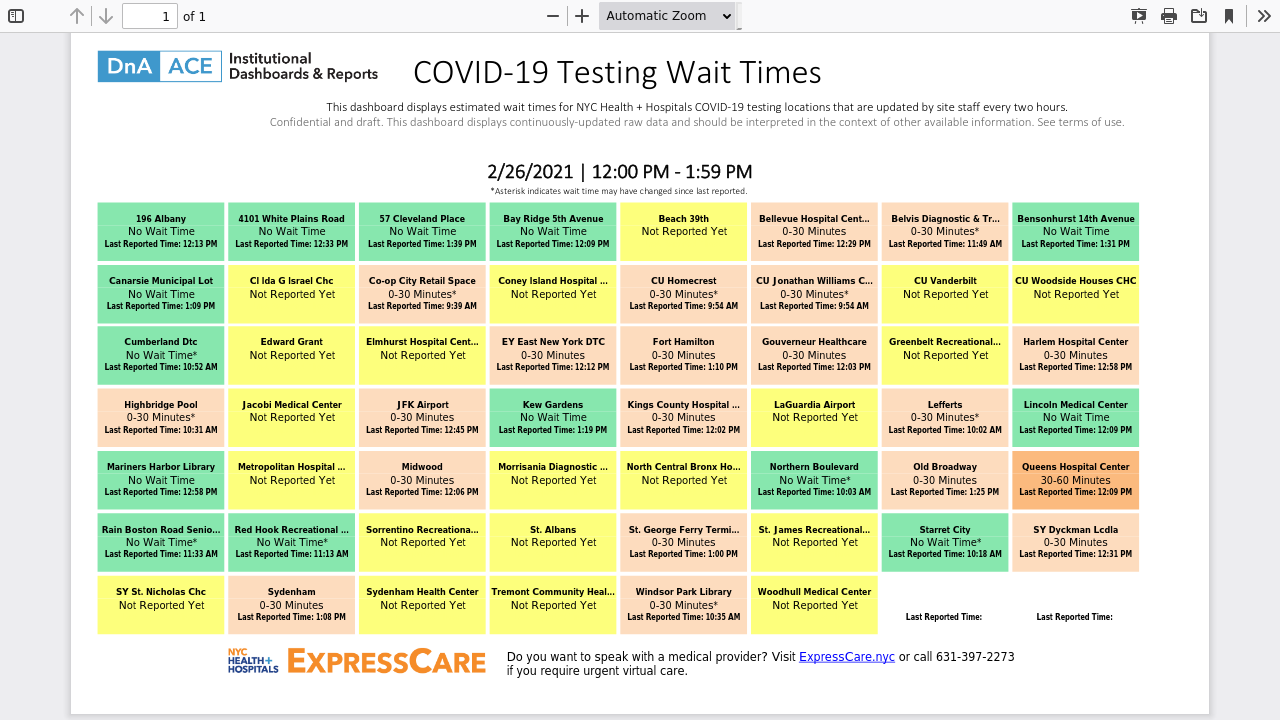 1 of 1 Automatic Zoom
DnA ACE Institutional
Dashboards & Reports
COVID-19 Testing Wait Times
This dashboard displays estimated wait times for NYC Health + Hospitals COVID-19 testing locations that are updated by site staff every two hours.
Confidential and draft. This dashboard displays continuously-updated raw data and should be interpreted in the context of other available information. See terms of use.
2/26/2021 | 12:00 PM - 1:59 PM
*Asterisk indicates wait time may have changed since last reported.
196 Albany
No Wait Time
Last Reported Time: 12:13 PM
4101 White Plains Road
No Wait Time
Last Reported Time: 12:33 PM
57 Cleveland Place
No Wait Time
Last Reported Time: 1:39 PM
Bay Ridge 5th Avenue
No Wait Time
Last Reported Time: 12:09 PM
Beach 39th
Not Reported Yet
Bellevue Hospital Cent...
0-30 Minutes
Last Reported Time: 12:29 PM
Belvis Diagnostic & Tr...
0-30 Minutes*
Last Reported Time: 11:49 AM
Bensonhurst 14th Avenue
No Wait Time
Last Reported Time: 1:31 PM
Canarsie Municipal Lot
No Wait Time
Last Reported Time: 1:09 PM
Cl Ida G Israel Chc
Not Reported Yet
Co-op City Retail Space
0-30 Minutes*
Last Reported Time: 9:39 AM
Coney Island Hospital ...
Not Reported Yet
CU Homecrest
0-30 Minutes*
Last Reported Time: 9:54 AM
CU Jonathan Williams C...
0-30 Minutes*
Last Reported Time: 9:54 AM
CU Vanderbilt
Not Reported Yet
CU Woodside Houses CHC
Not Reported Yet
Cumberland Dtc
No Wait Time*
Last Reported Time: 10:52 AM
Edward Grant
Not Reported Yet
Elmhurst Hospital Cent...
Not Reported Yet
EY East New York DTC
0-30 Minutes
Last Reported Time: 12:12 PM
Fort Hamilton
0-30 Minutes
Last Reported Time: 1:10 PM
Gouverneur Healthcare
0-30 Minutes
Last Reported Time: 12:03 PM
Greenbelt Recreational...
Not Reported Yet
Harlem Hospital Center
0-30 Minutes
Last Reported Time: 12:58 PM
Highbridge Pool
0-30 Minutes*
Last Reported Time: 10:31 AM
Jacobi Medical Center
Not Reported Yet
JFK Airport
0-30 Minutes
Last Reported Time: 12:45 PM
Kew Gardens
No Wait Time
Last Reported Time: 1:19 PM
Kings County Hospital ...
0-30 Minutes
Last Reported Time: 12:02 PM
LaGuardia Airport
Not Reported Yet
Lefferts
0-30 Minutes*
Last Reported Time: 10:02 AM
Lincoln Medical Center
No Wait Time
Last Reported Time: 12:09 PM
Mariners Harbor Library
No Wait Time
Last Reported Time: 12:58 PM
Metropolitan Hospital ...
Not Reported Yet
Midwood
0-30 Minutes
Last Reported Time: 12:06 PM
Morrisania Diagnostic ...
Not Reported Yet
North Central Bronx Ho...
Not Reported Yet
Northern Boulevard
No Wait Time*
Last Reported Time: 10:03 AM
Old Broadway
0-30 Minutes
Last Reported Time: 1:25 PM
Queens Hospital Center
30-60 Minutes
Last Reported Time: 12:09 PM
Rain Boston Road Senio...
No Wait Time*
Last Reported Time: 11:33 AM
Red Hook Recreational ...
No Wait Time*
Last Reported Time: 11:13 AM
Sorrentino Recreationa...
Not Reported Yet
St. Albans
Not Reported Yet
St. George Ferry Termi...
0-30 Minutes
Last Reported Time: 1:00 PM
St. James Recreational...
Not Reported Yet
Starret City
No Wait Time*
Last Reported Time: 10:18 AM
SY Dyckman Lcdla
0-30 Minutes
Last Reported Time: 12:31 PM
SY St. Nicholas Chc
Not Reported Yet
Sydenham
0-30 Minutes
Last Reported Time: 1:08 PM
Sydenham Health Center
Not Reported Yet
Tremont Community Heal...
Not Reported Yet
Windsor Park Library
0-30 Minutes*
Last Reported Time: 10:35 AM
Woodhull Medical Center
Not Reported Yet
Last Reported Time:
Last Reported Time:
NYC
HEALTH+
HOSPITALS
EXPRESSCARE
Do you want to speak with a medical provider? Visit ExpressCare.nyc or call 631-397-2273
if you require urgent virtual care.